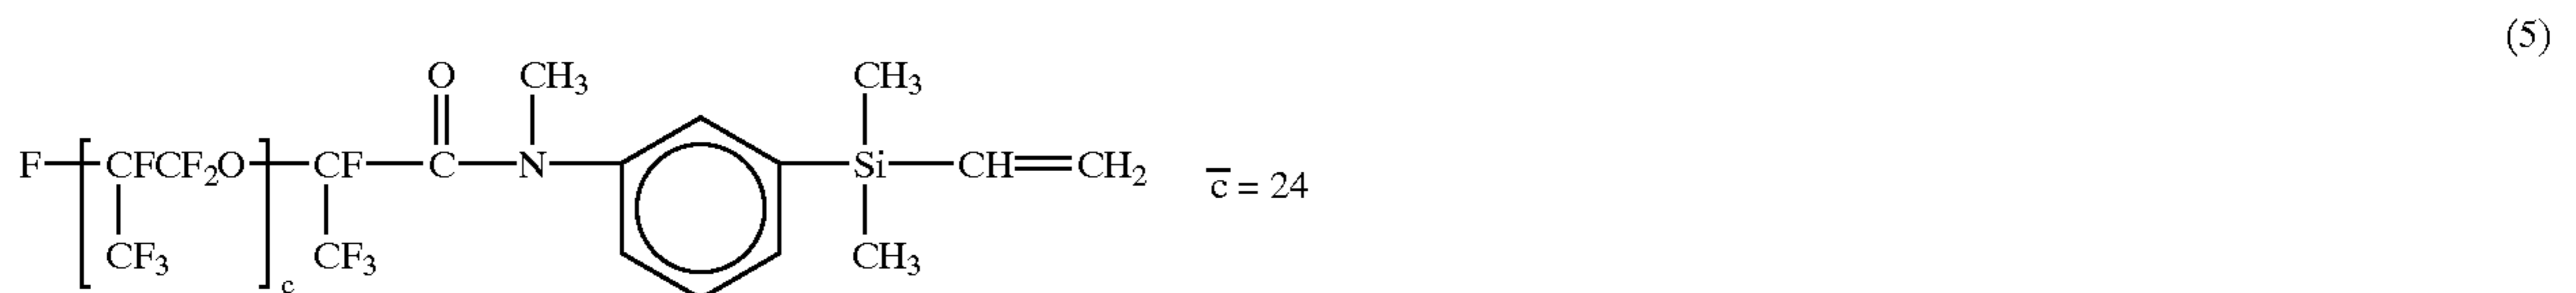 (5)
O CH3 CH3
F CFCF2O CF C N Si CH CH2 c̄ = 24
CF3 CF3 CH3
c